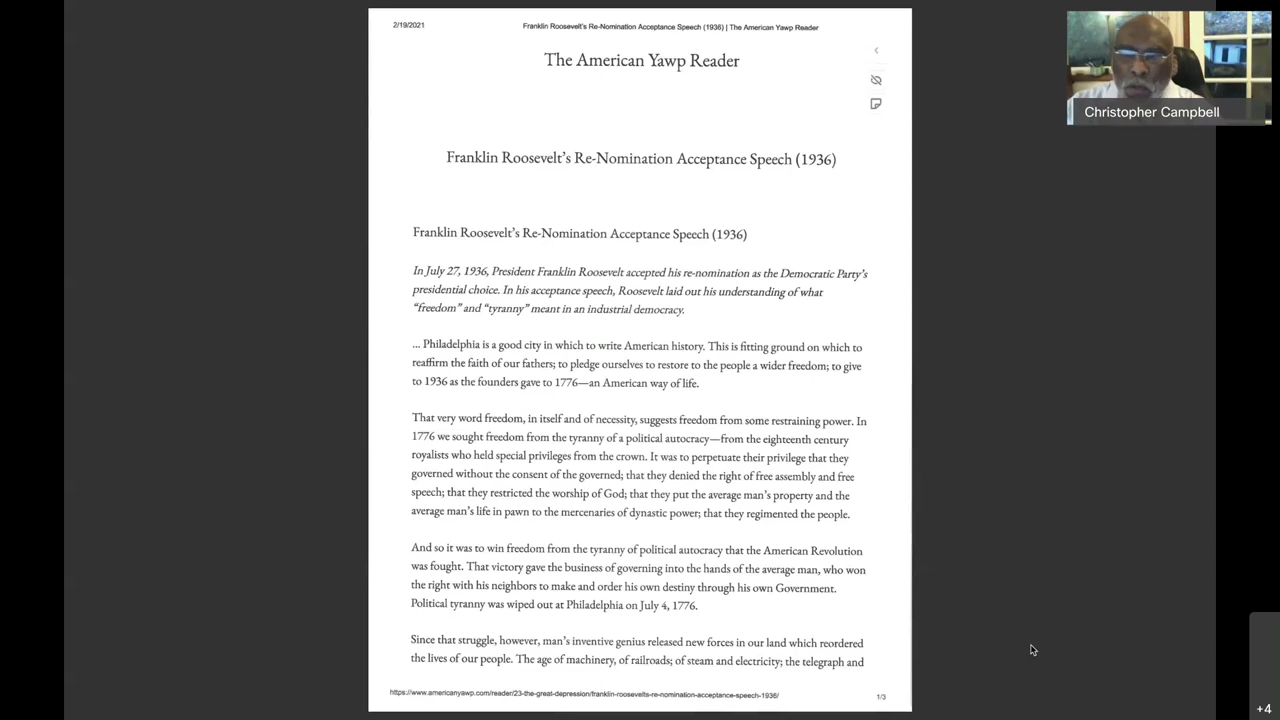 2/19/2021
Franklin Roosevelt's Re-Nomination Acceptance Speech (1936) | The American Yawp Reader
The American Yawp Reader
Christopher Campbell
Franklin Roosevelt's Re-Nomination Acceptance Speech (1936)
Franklin Roosevelt's Re-Nomination Acceptance Speech (1936)
In July 27, 1936, President Franklin Roosevelt accepted his re-nomination as the Democratic Party's
presidential choice. In his acceptance speech, Roosevelt laid out his understanding of what
“freedom” and “tyranny” meant in an industrial democracy.
... Philadelphia is a good city in which to write American history. This is fitting ground on which to
reaffirm the faith of our fathers; to pledge ourselves to restore to the people a wider freedom; to give
to 1936 as the founders gave to 1776—an American way of life.
That very word freedom, in itself and of necessity, suggests freedom from some restraining power. In
1776 we sought freedom from the tyranny of a political autocracy—from the eighteenth century
royalists who held special privileges from the crown. It was to perpetuate their privilege that they
governed without the consent of the governed; that they denied the right of free assembly and free
speech; that they restricted the worship of God; that they put the average man's property and the
average man's life in pawn to the mercenaries of dynastic power; that they regimented the people.
And so it was to win freedom from the tyranny of political autocracy that the American Revolution
was fought. That victory gave the business of governing into the hands of the average man, who won
the right with his neighbors to make and order his own destiny through his own Government.
Political tyranny was wiped out at Philadelphia on July 4, 1776.
Since that struggle, however, man's inventive genius released new forces in our land which reordered
the lives of our people. The age of machinery, of railroads; of steam and electricity; the telegraph and
https://www.americanyawp.com/reader/23-the-great-depression/franklin-roosevelts-re-nomination-acceptance-speech-1936/
1/3
+4